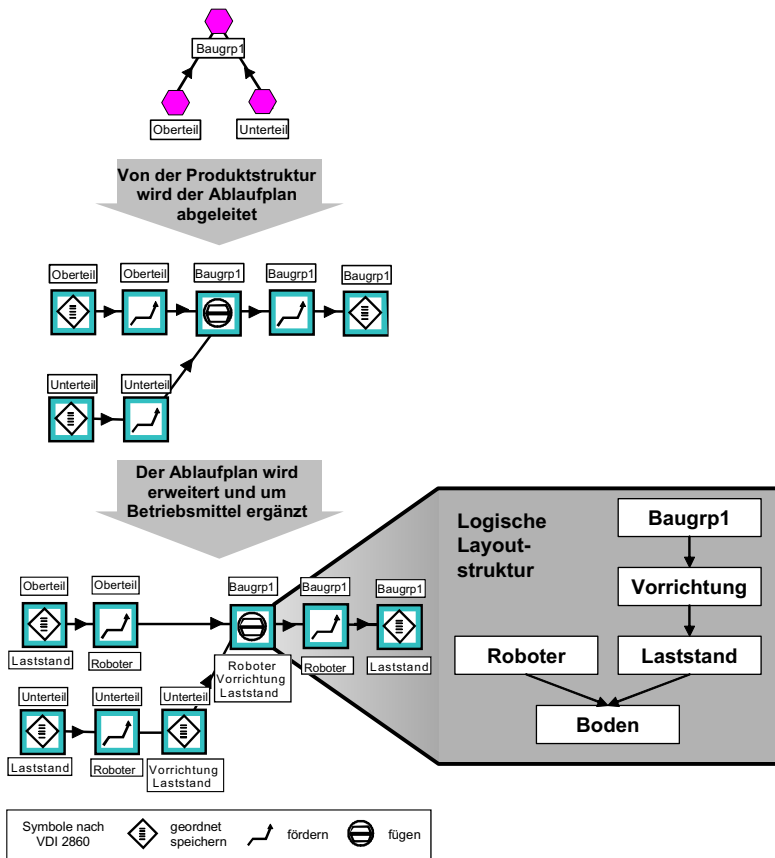 Baugrp1
Oberteil
Unterteil
Von der Produktstruktur
wird der Ablaufplan
abgeleitet
Oberteil
Oberteil
Baugrp1
Baugrp1
Baugrp1
Unterteil
Unterteil
Der Ablaufplan wird
erweitert und um
Betriebsmittel ergänzt
Logische
Layout-
struktur
Baugrp1
Vorrichtung
Roboter
Laststand
Boden
Oberteil
Oberteil
Baugrp1
Baugrp1
Baugrp1
Laststand
Roboter
Roboter
Vorrichtung
Laststand
Roboter
Laststand
Unterteil
Unterteil
Unterteil
Laststand
Roboter
Vorrichtung
Laststand
Symbole nach
VDI 2860
geordnet
speichern
fördern
fügen